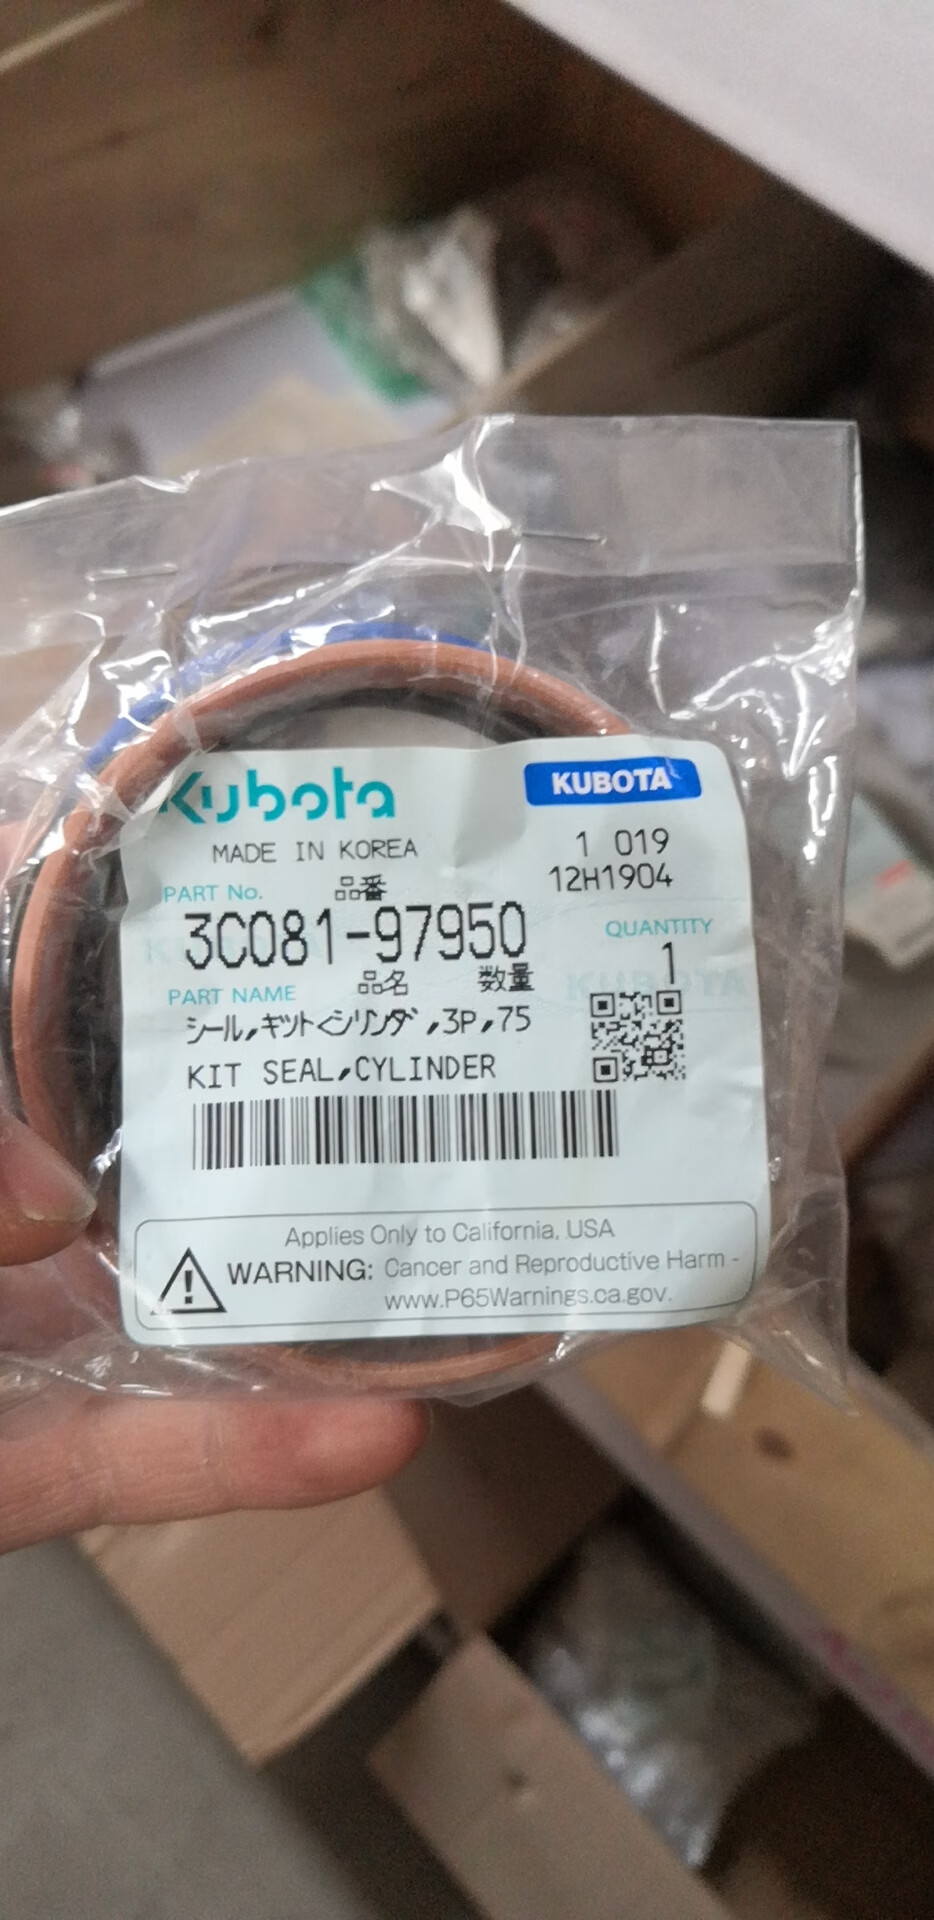 Kubota
KUBOTA
MADE IN KOREA
1 019
12H1904
PART No. 品番
3C081-97950
QUANTITY
1
品名 数量
PART NAME
シール,キット<シリンダ,3P,75
KIT SEAL,CYLINDER
Applies Only to California, USA
WARNING: Cancer and Reproductive Harm -
www.P65Warnings.ca.gov.